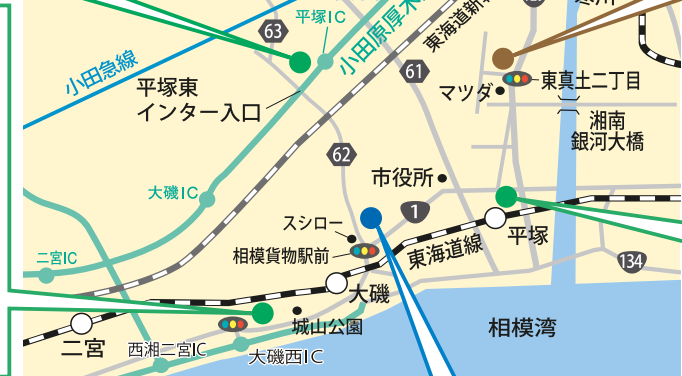 平塚IC
63
小田急線
小田原厚木
東海道新
平塚東
インター入口
61
マツダ
東真土二丁目
湘南
銀河大橋
62
大磯IC
市役所
1
スシロー
相模貨物駅前
東海道線
平塚
134
二宮IC
大磯
城山公園
相模湾
二宮
西湘二宮IC
大磯西IC